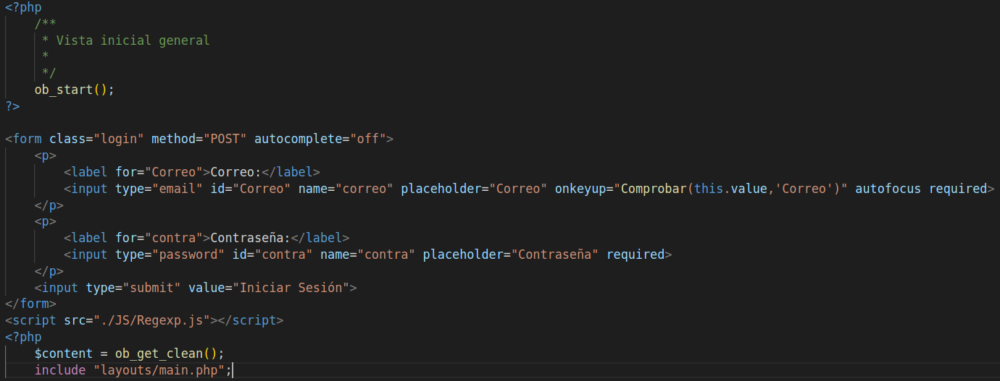 <?php
    /**
     * Vista inicial general
     *
     */
    ob_start();
?>

<form class="login" method="POST" autocomplete="off">
    <p>
        <label for="Correo">Correo:</label>
        <input type="email" id="Correo" name="correo" placeholder="Correo" onkeyup="Comprobar(this.value,'Correo')" autofocus required>
    </p>
    <p>
        <label for="contra">Contraseña:</label>
        <input type="password" id="contra" name="contra" placeholder="Contraseña" required>
    </p>
    <input type="submit" value="Iniciar Sesión">
</form>
<script src="./JS/Regexp.js"></script>
<?php
    $content = ob_get_clean();
    include "layouts/main.php";